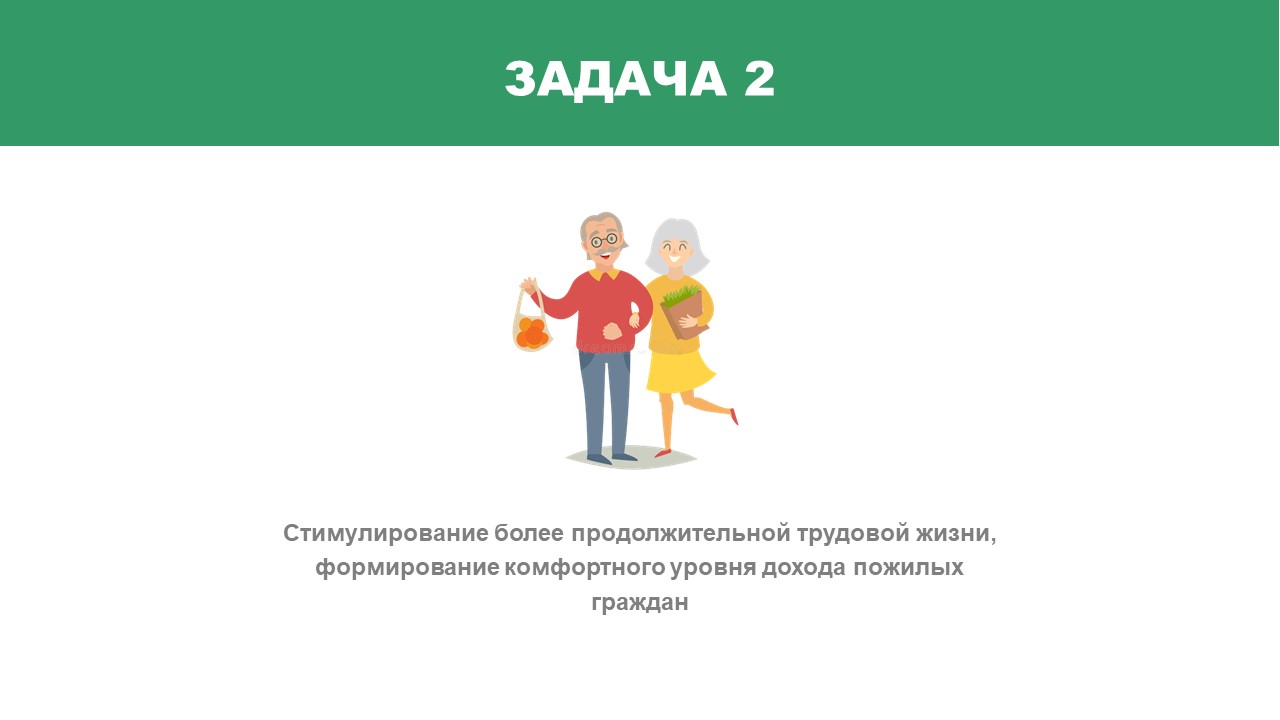 ЗАДАЧА 2
Стимулирование более продолжительной трудовой жизни,
формирование комфортного уровня дохода пожилых
граждан